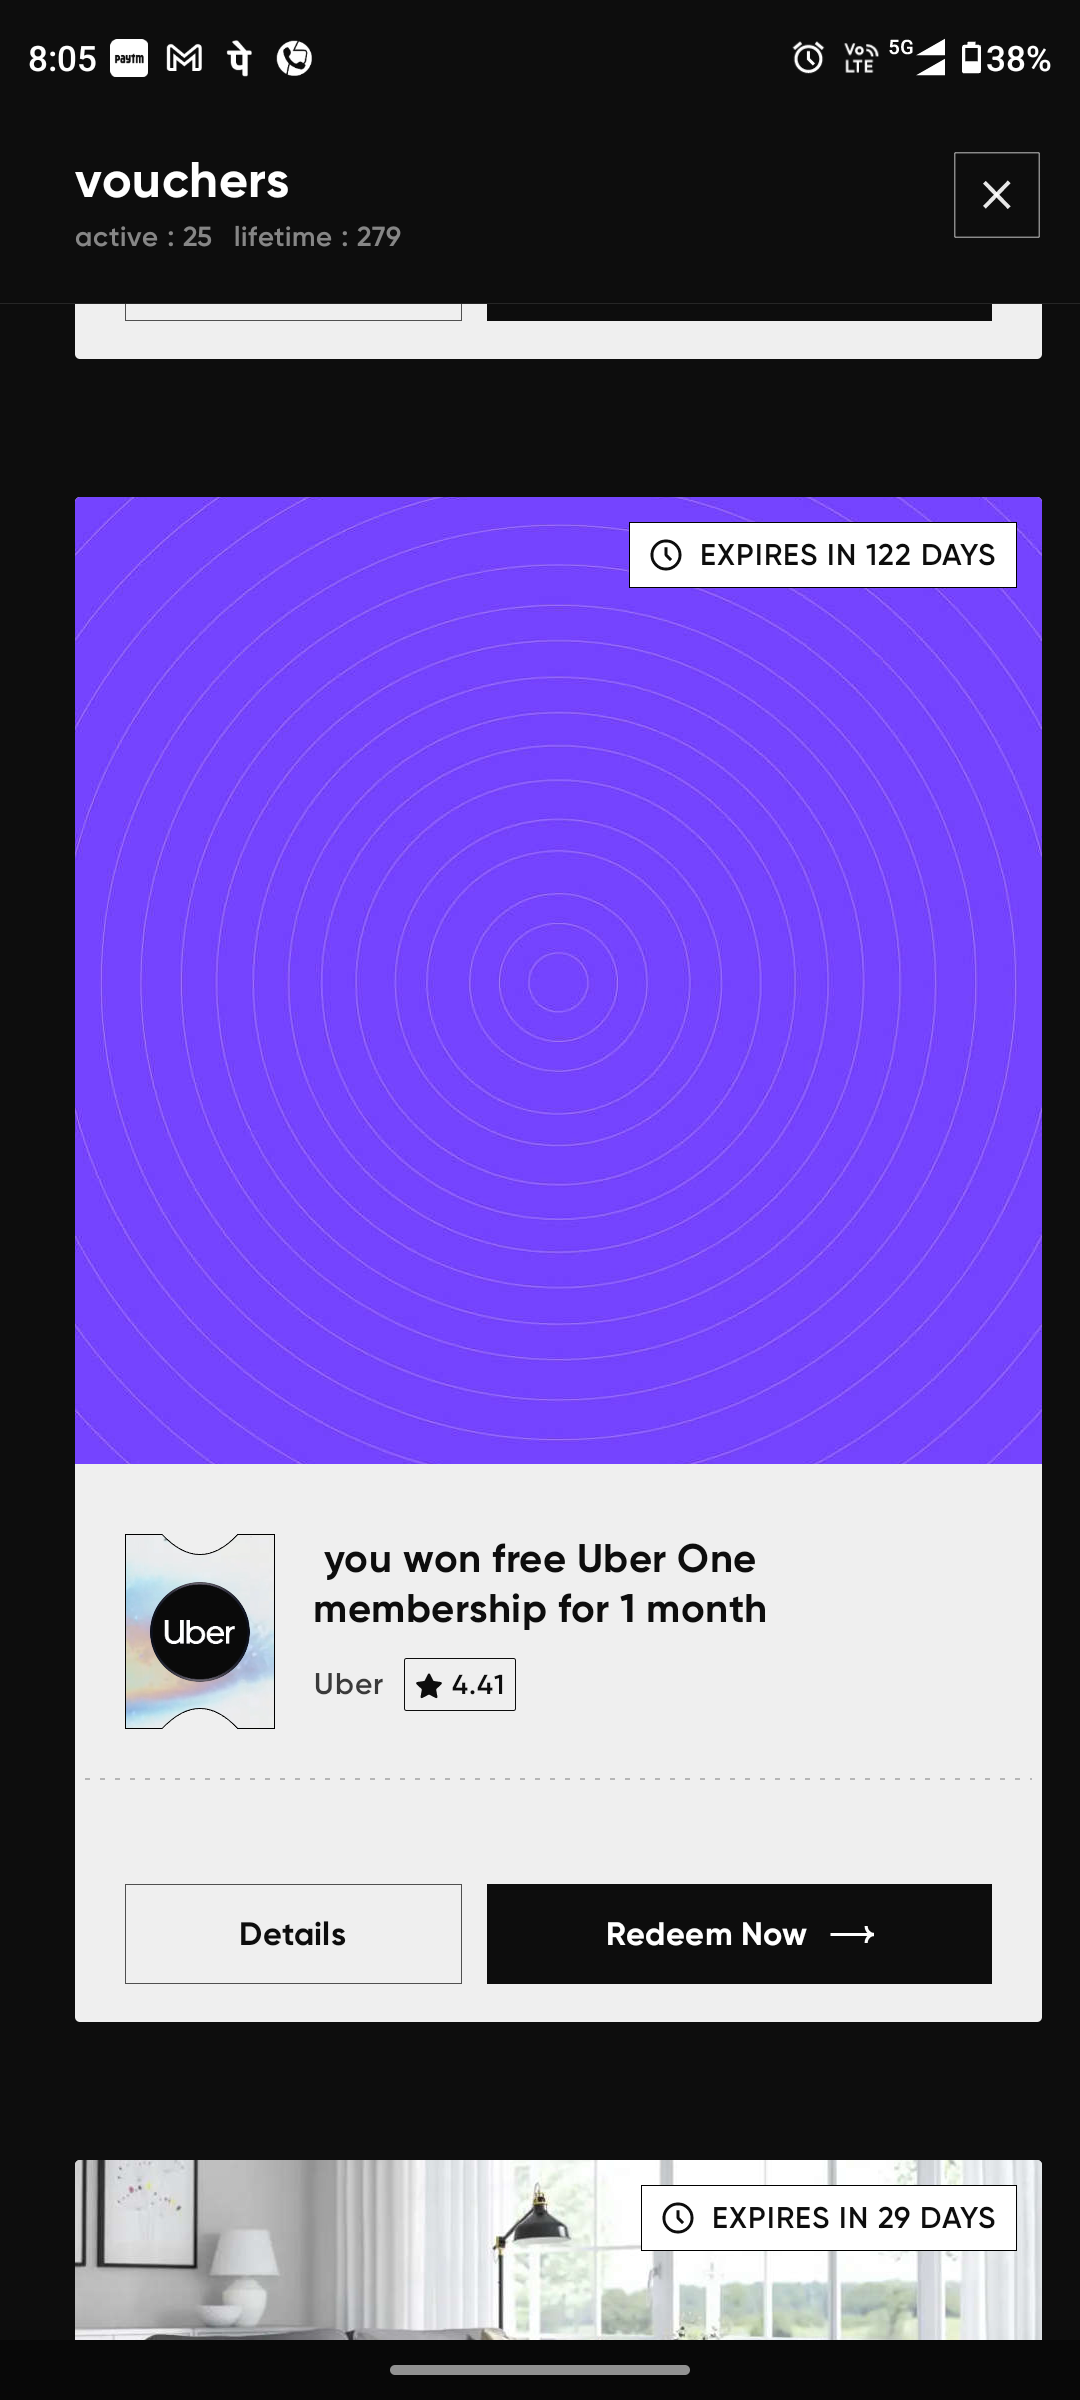 8:05 paytm पे Vo LTE 5G 38%
vouchers
active : 25 lifetime : 279
EXPIRES IN 122 DAYS
you won free Uber One
membership for 1 month
Uber
Uber ★ 4.41
Details
Redeem Now →
EXPIRES IN 29 DAYS